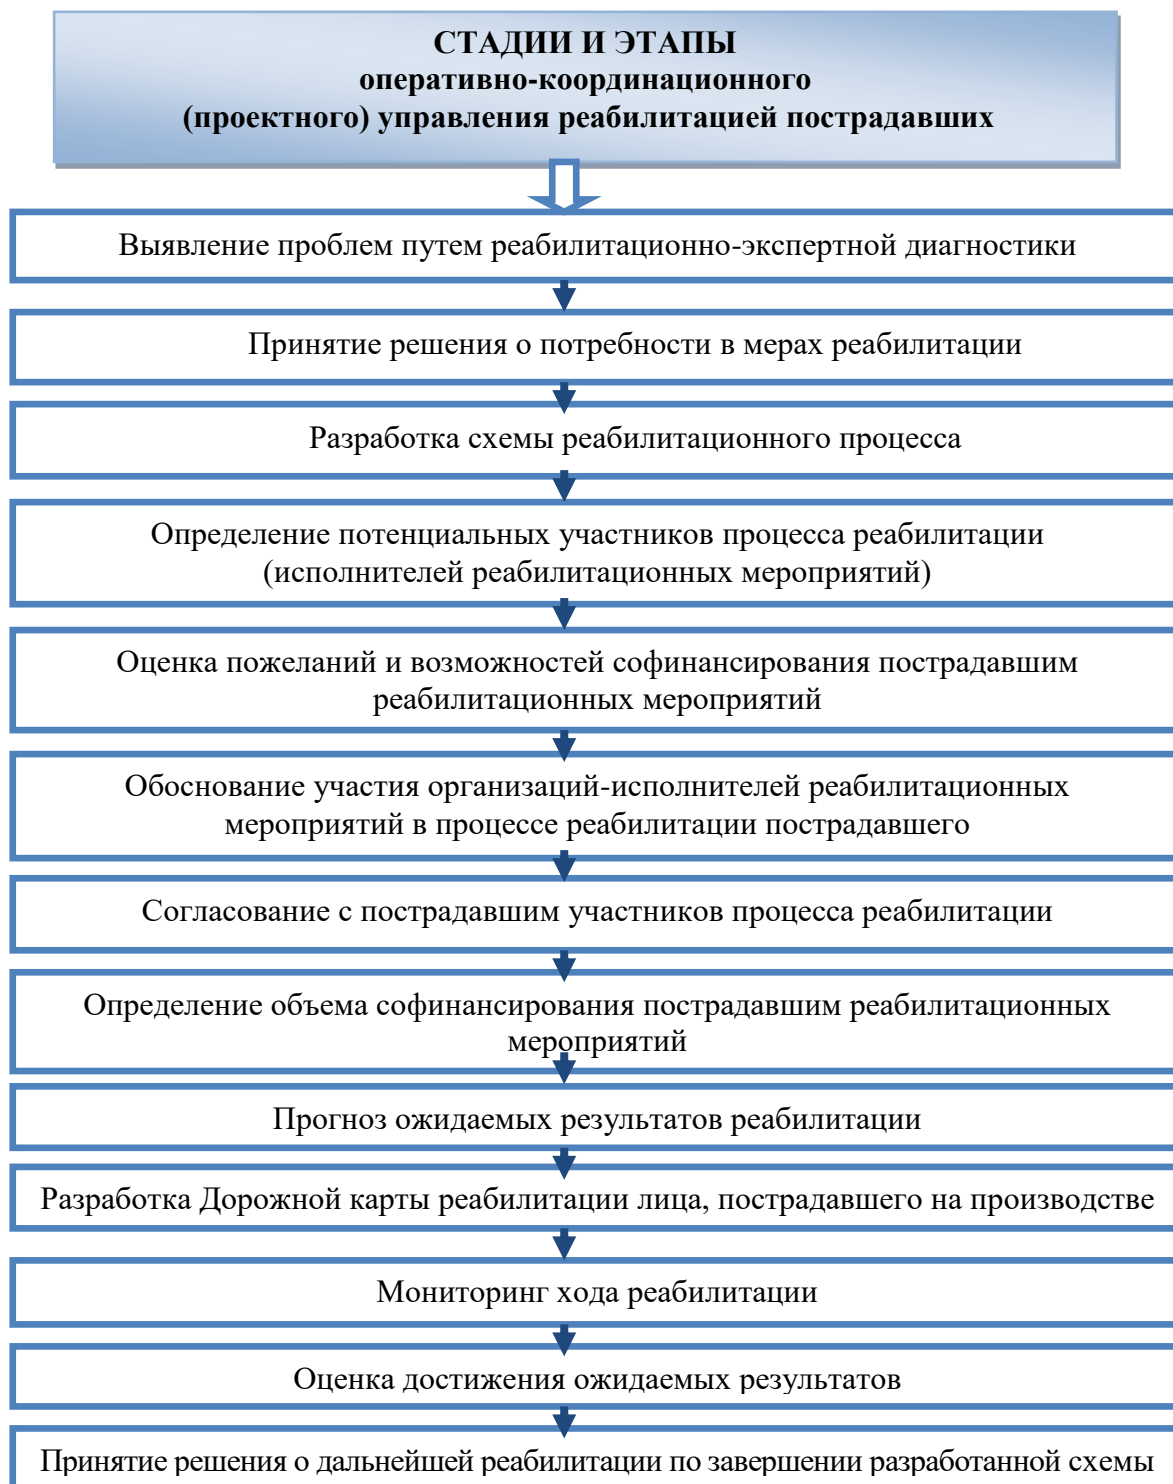 СТАДИИ И ЭТАПЫ
оперативно-координационного
(проектного) управления реабилитацией пострадавших
Выявление проблем путем реабилитационно-экспертной диагностики
Принятие решения о потребности в мерах реабилитации
Разработка схемы реабилитационного процесса
Определение потенциальных участников процесса реабилитации
(исполнителей реабилитационных мероприятий)
Оценка пожеланий и возможностей софинансирования пострадавшим
реабилитационных мероприятий
Обоснование участия организаций-исполнителей реабилитационных
мероприятий в процессе реабилитации пострадавшего
Согласование с пострадавшим участников процесса реабилитации
Определение объема софинансирования пострадавшим реабилитационных
мероприятий
Прогноз ожидаемых результатов реабилитации
Разработка Дорожной карты реабилитации лица, пострадавшего на производстве
Мониторинг хода реабилитации
Оценка достижения ожидаемых результатов
Принятие решения о дальнейшей реабилитации по завершении разработанной схемы